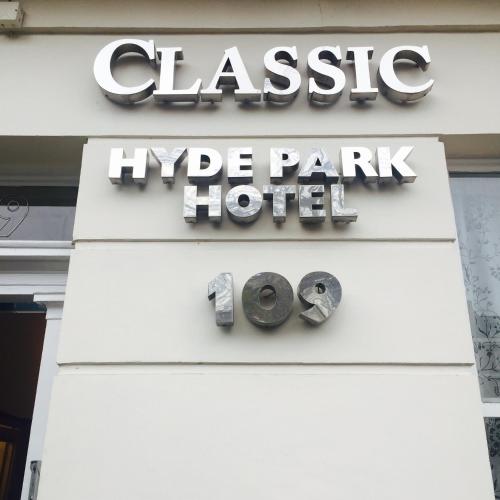 CLASSIC
HYDE PARK
HOTEL
109